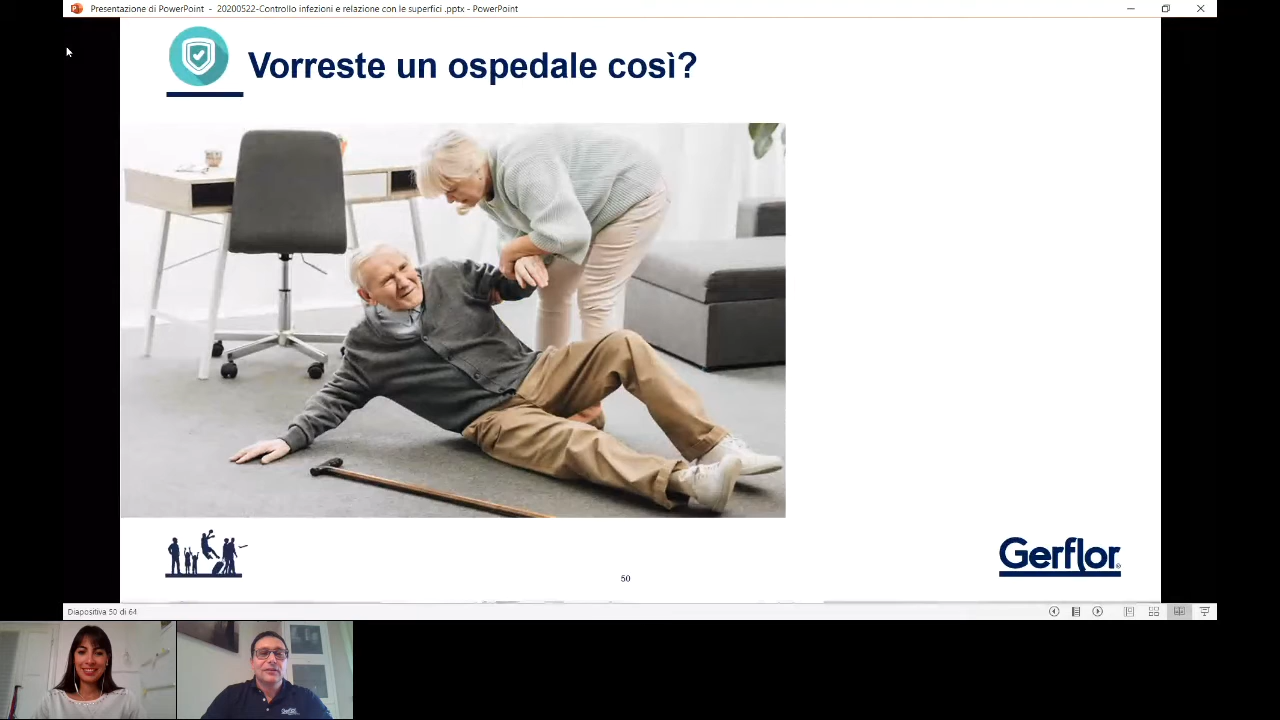 Presentazione di PowerPoint - 20200522-Controllo infezioni e relazione con le superfici .pptx - PowerPoint
Vorreste un ospedale così?
Gerflor
50
Diapositiva 50 di 64
Gerflor